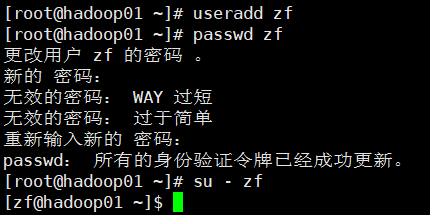 [root@hadoop01 ~]# useradd zf
[root@hadoop01 ~]# passwd zf
更改用户 zf 的密码 。
新的 密码：
无效的密码： WAY 过短
无效的密码： 过于简单
重新输入新的 密码：
passwd： 所有的身份验证令牌已经成功更新。
[root@hadoop01 ~]# su - zf
[zf@hadoop01 ~]$